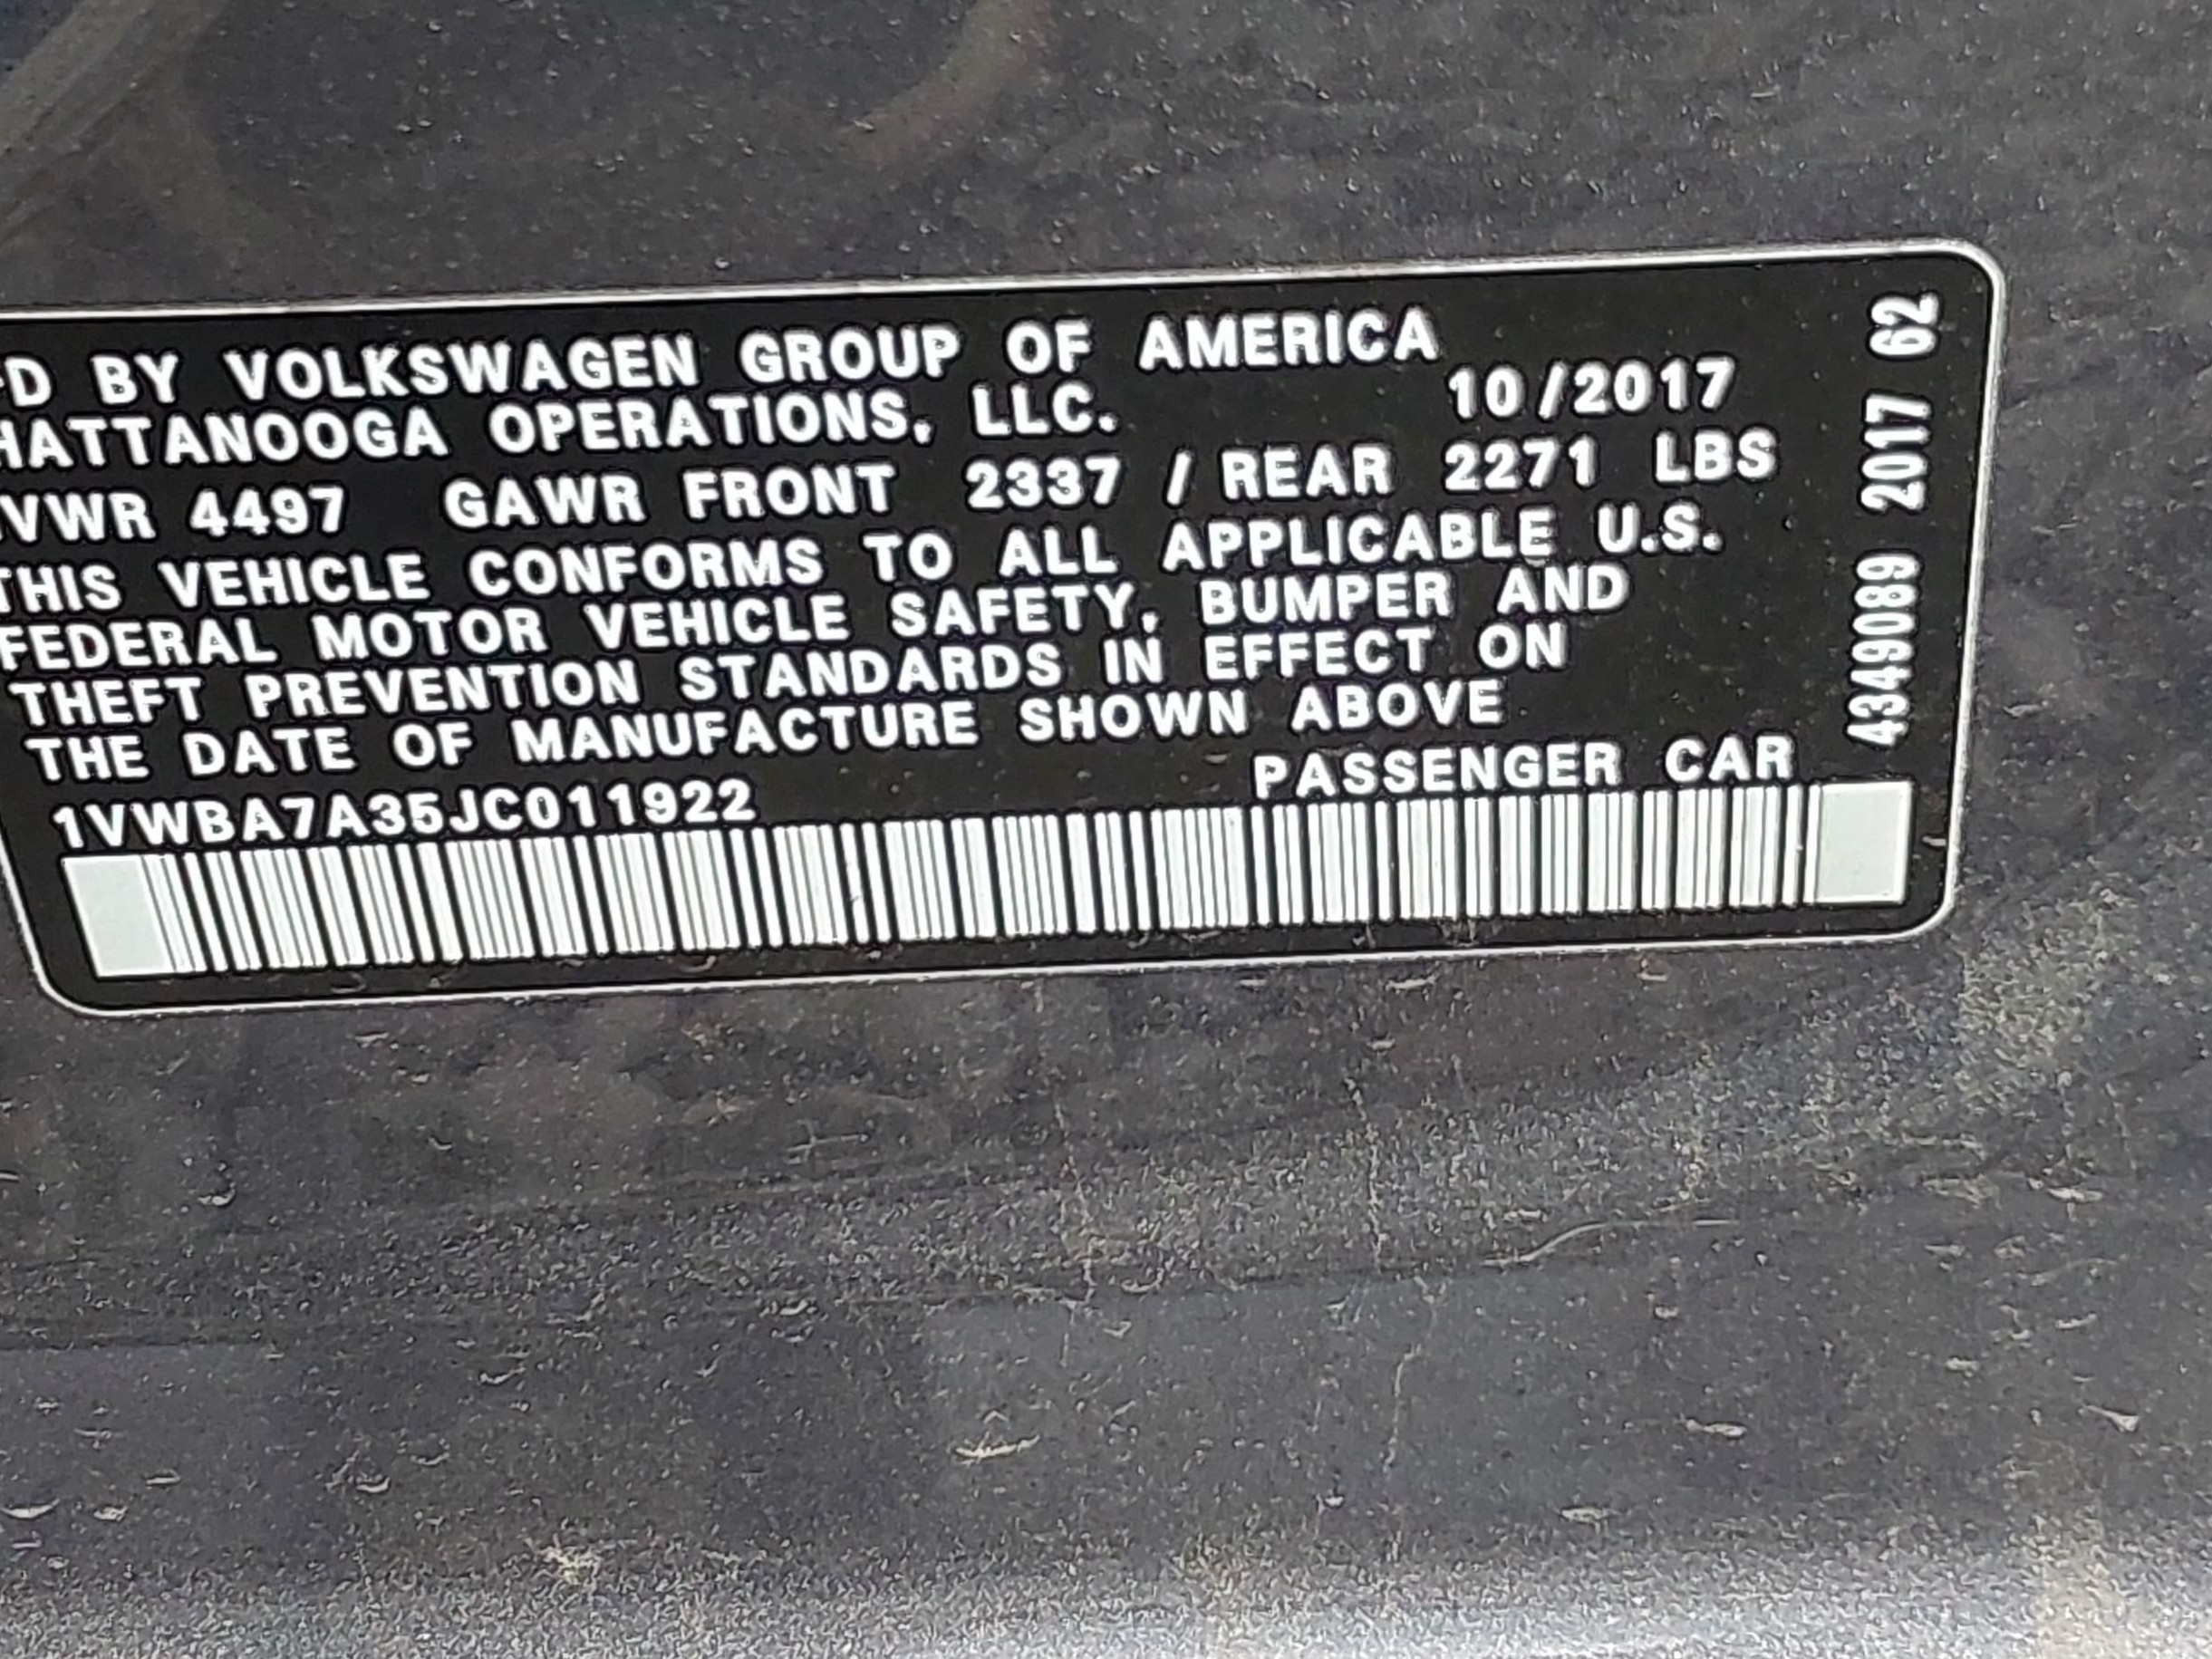 D BY VOLKSWAGEN GROUP OF AMERICA
HATTANOOGA OPERATIONS, LLC. 10/2017
VWR 4497 GAWR FRONT 2337 / REAR 2271 LBS
THIS VEHICLE CONFORMS TO ALL APPLICABLE U.S.
FEDERAL MOTOR VEHICLE SAFETY, BUMPER AND
THEFT PREVENTION STANDARDS IN EFFECT ON
THE DATE OF MANUFACTURE SHOWN ABOVE
1VWBA7A35JC011922 PASSENGER CAR
43490089 2017 62